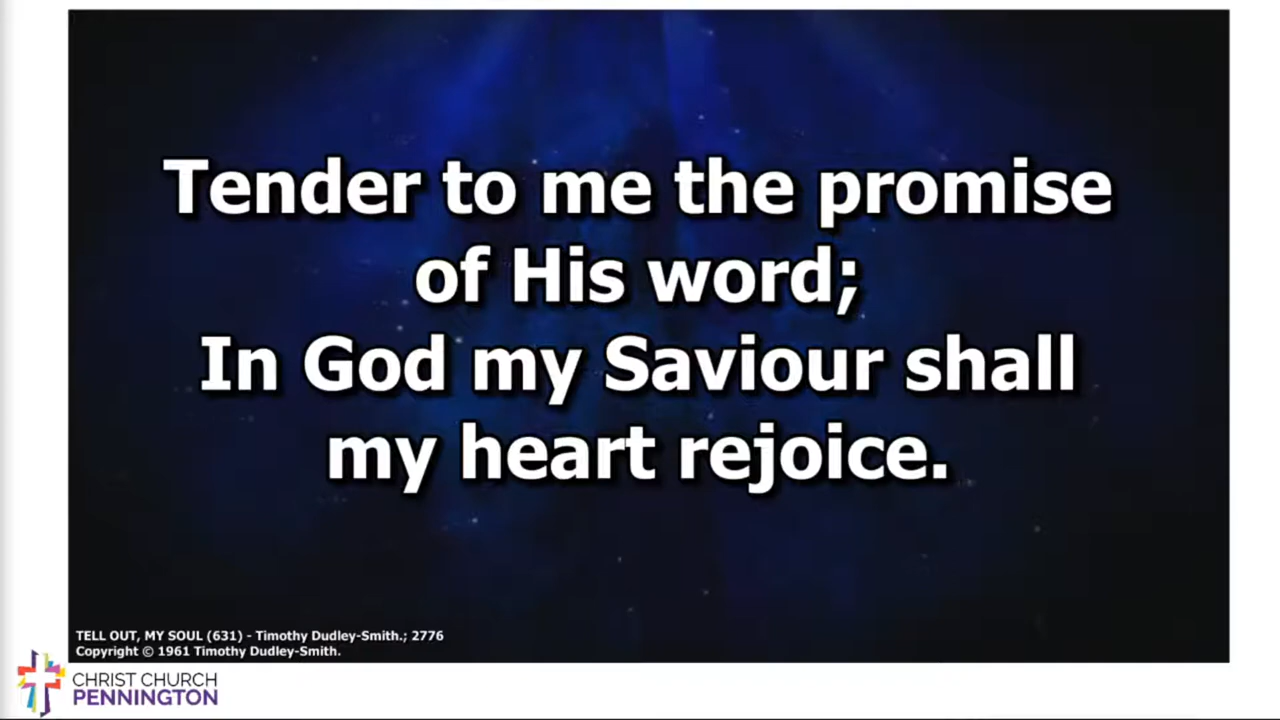 Tender to me the promise
of His word;
In God my Saviour shall
my heart rejoice.
TELL OUT, MY SOUL (631) - Timothy Dudley-Smith.; 2776
Copyright © 1961 Timothy Dudley-Smith.
CHRIST CHURCH
PENNINGTON